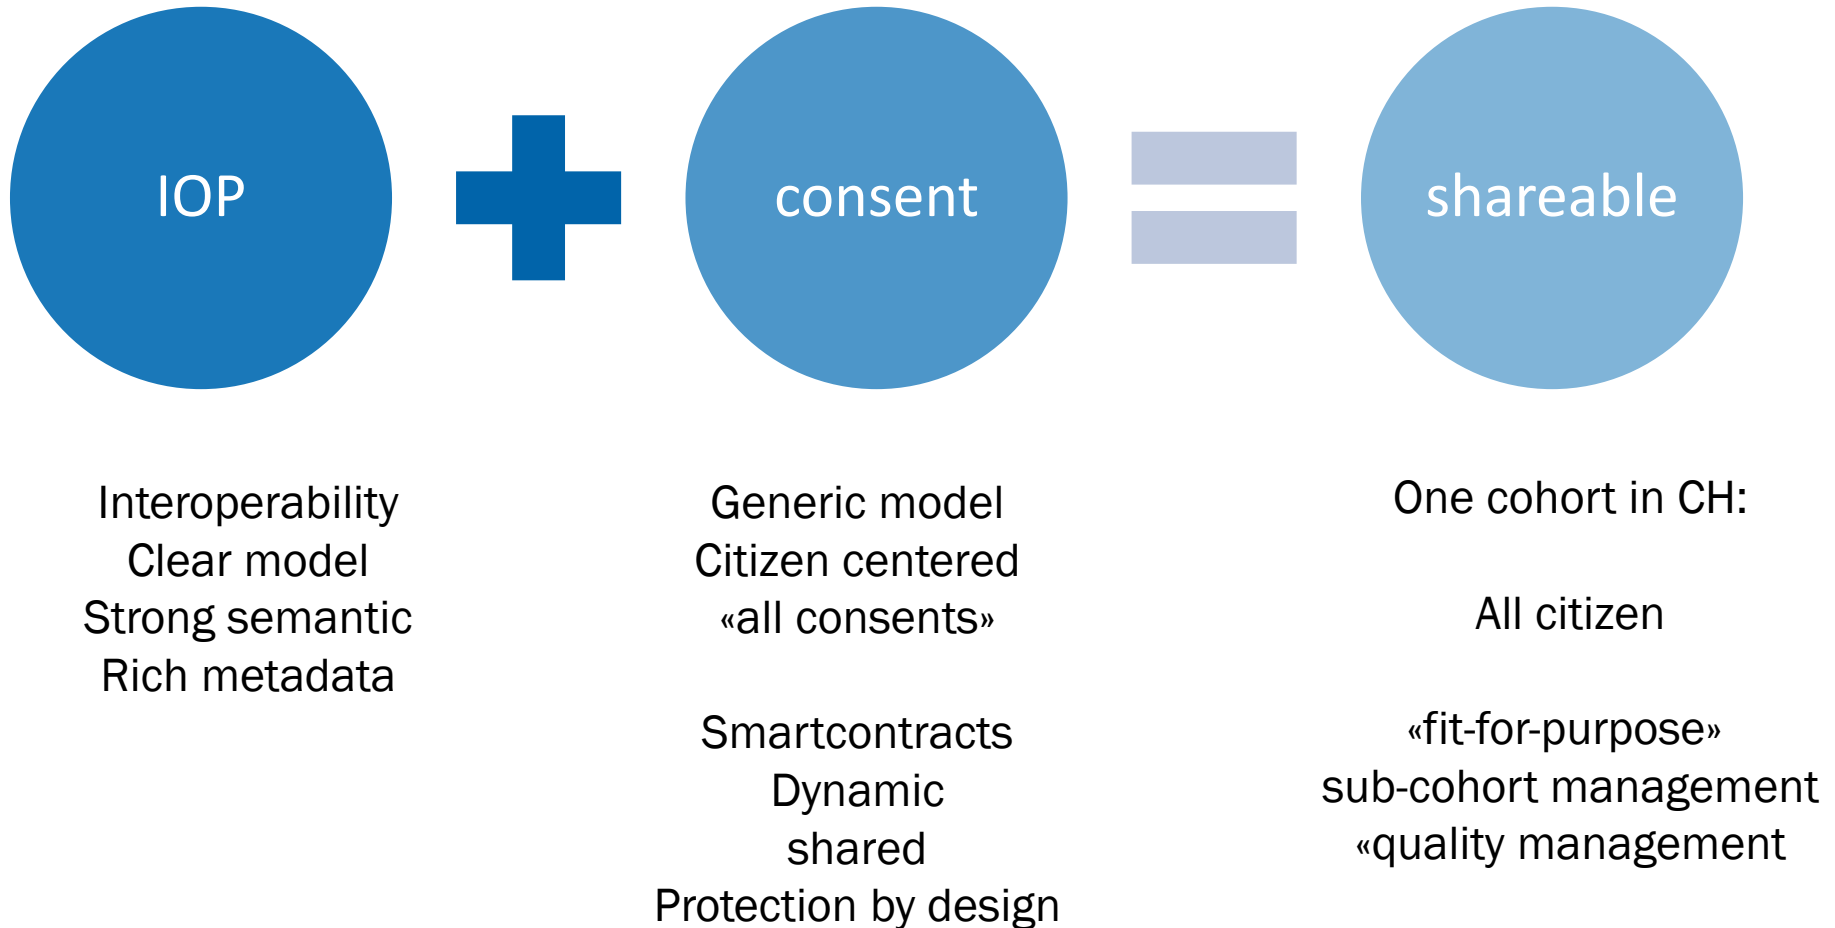 IOP
consent
shareable
Interoperability
Clear model
Strong semantic
Rich metadata
Generic model
Citizen centered
«all consents»
Smartcontracts
Dynamic
shared
Protection by design
One cohort in CH:
All citizen
«fit-for-purpose»
sub-cohort management
«quality management